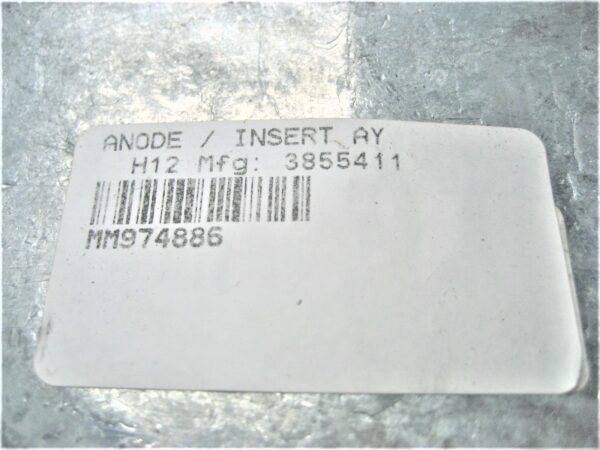 ANODE / INSERT AY
H12 Mfg: 3855411
MM974886